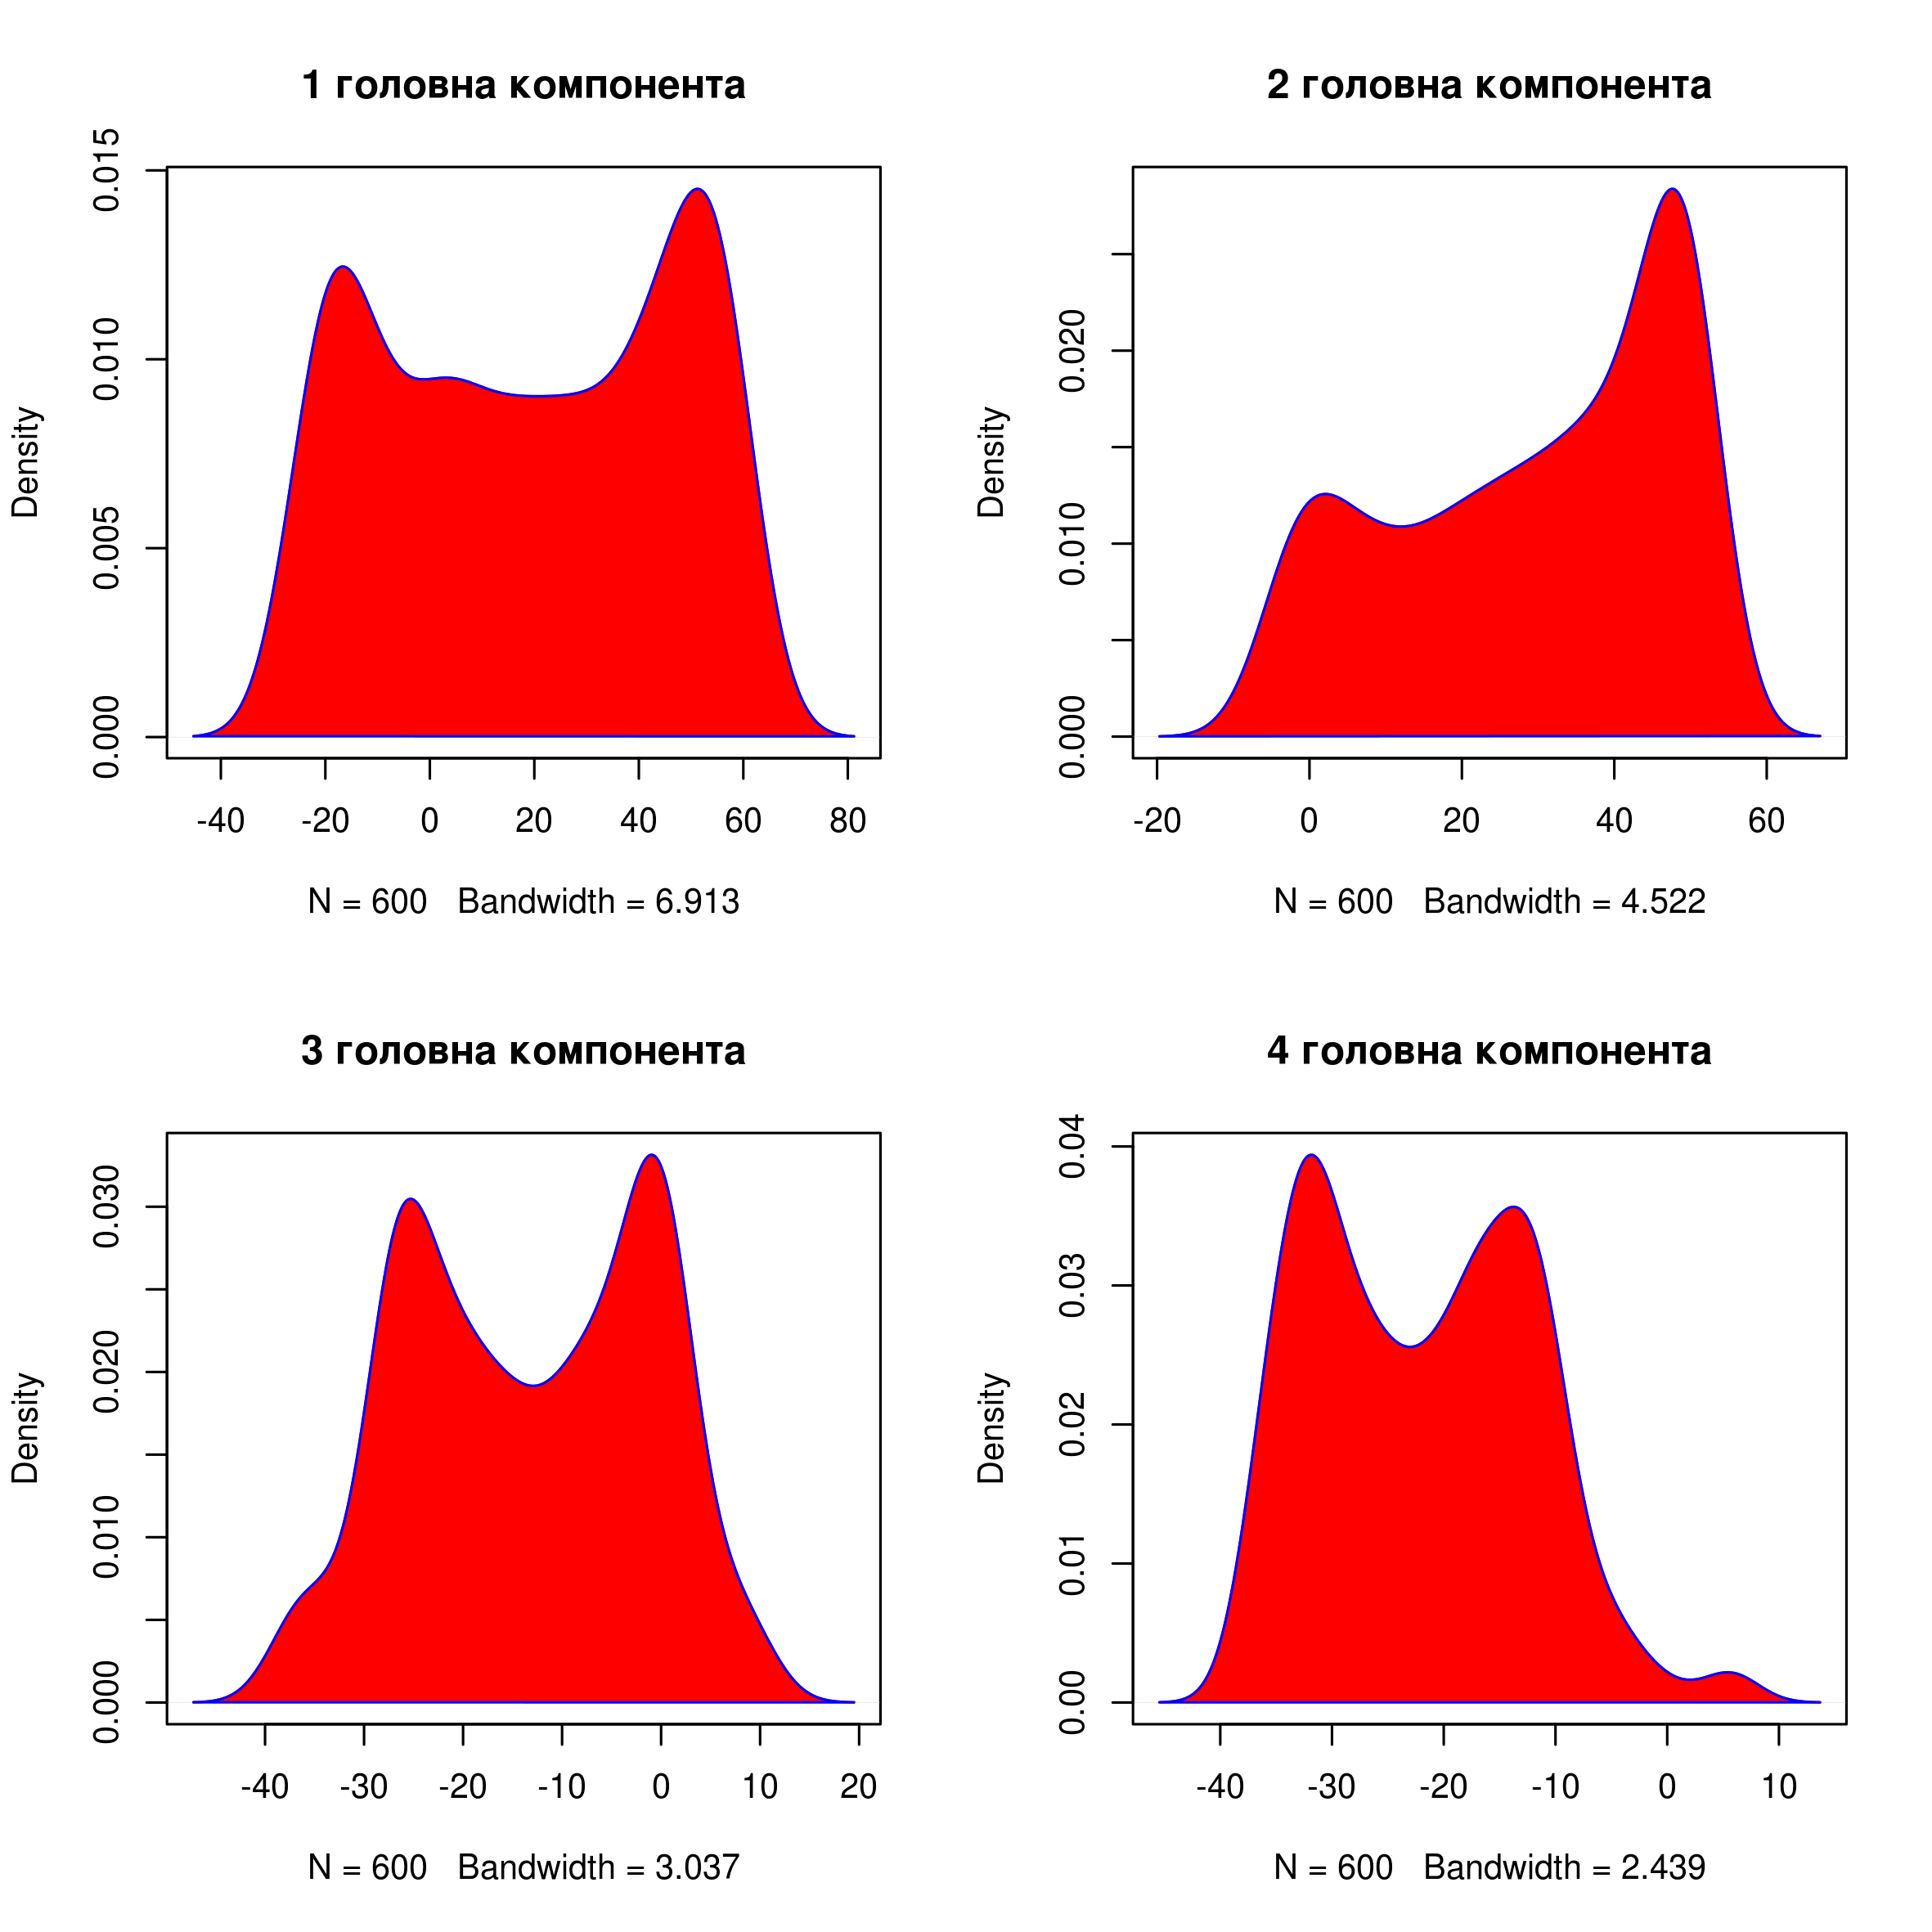 1 головна компонента
Density
0.000 0.005 0.010 0.015
-40 -20 0 20 40 60 80
N = 600 Bandwidth = 6.913
2 головна компонента
Density
0.000 0.010 0.020
-20 0 20 40 60
N = 600 Bandwidth = 4.522
3 головна компонента
Density
0.000 0.010 0.020 0.030
-40 -30 -20 -10 0 10 20
N = 600 Bandwidth = 3.037
4 головна компонента
Density
0.00 0.01 0.02 0.03 0.04
-40 -30 -20 -10 0 10
N = 600 Bandwidth = 2.439